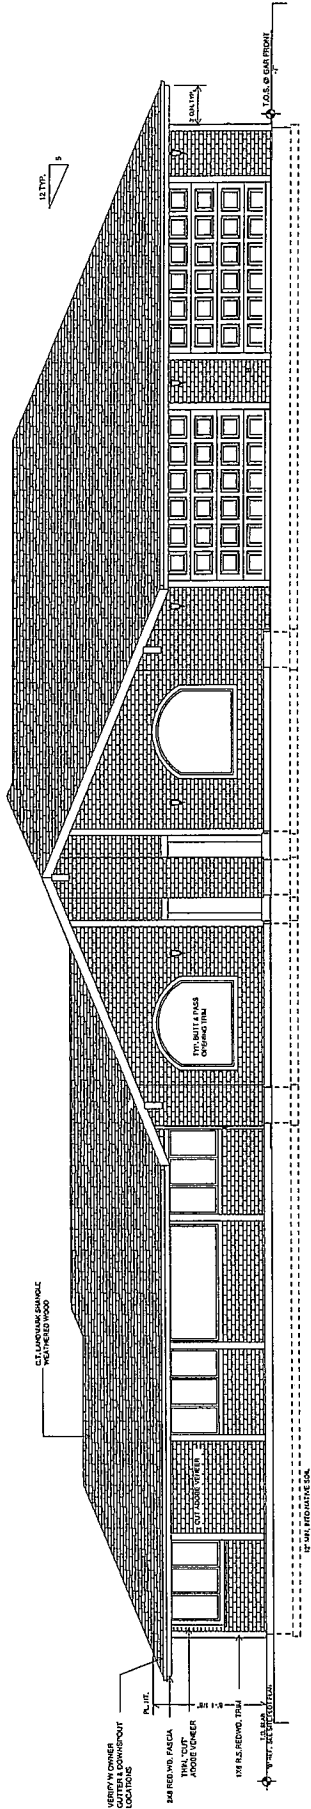 VERIFY W OWNER
GUTTER & DOWNSPOUT
LOCATIONS
2X8 RED.WD. FASCIA
THIN, "CUT"
ADOBE VENEER
1X6 R.S. REDWD. TRIM
PL. HT.
T.O. SLAB
12" MIN. INTO NATIVE SOIL
CUT ADOBE VENEER
C.T. LANDMARK SHANGLE
WEATHERED WOOD
TYP. BUTT & PASS
OPENING TRIM
12 TYP.
5
2' O.H. TYP.
T.O.S. @ GAR FRONT